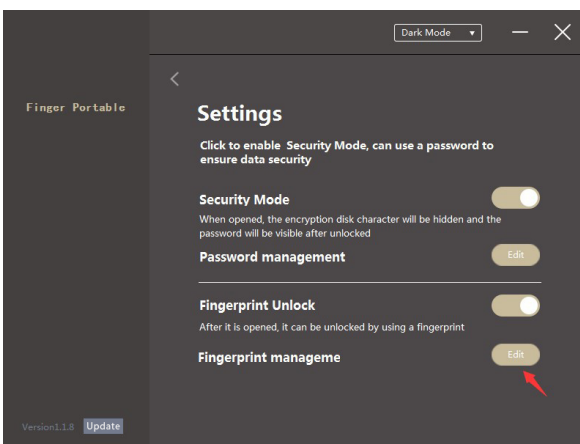 Dark Mode
Finger Portable
Settings
Click to enable Security Mode, can use a password to
ensure data security
Security Mode
When opened, the encryption disk character will be hidden and the
password will be visible after unlocked
Password management
Edit
Fingerprint Unlock
After it is opened, it can be unlocked by using a fingerprint
Fingerprint manageme
Edit
Version1.1.8 Update